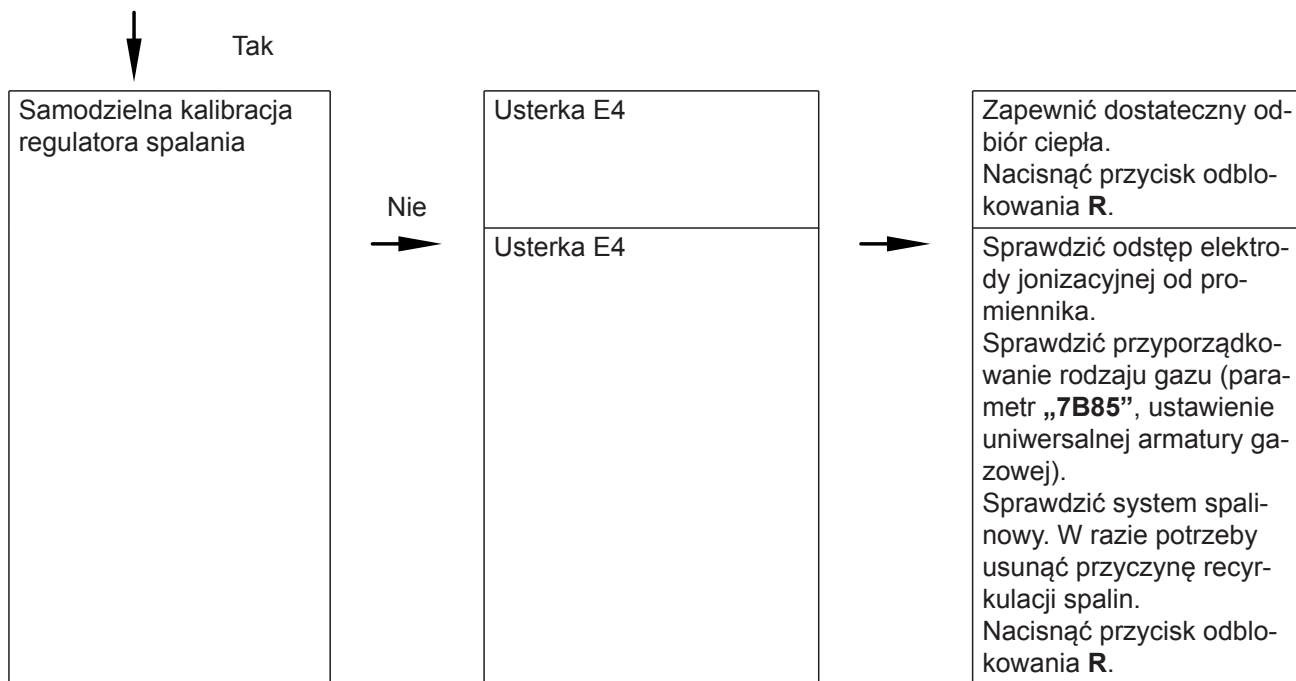 Tak
Samodzielna kalibracja
regulatora spalania
Nie
Usterka E4
Zapewnić dostateczny od-
biór ciepła.
Nacisnąć przycisk odblo-
kowania R.
Usterka E4
Sprawdzić odstęp elektro-
dy jonizacyjnej od pro-
miennika.
Sprawdzić przyporządko-
wanie rodzaju gazu (para-
metr „7B85”, ustawienie
uniwersalnej armatury ga-
zowej).
Sprawdzić system spali-
nowy. W razie potrzeby
usunąć przyczynę recyr-
kulacji spalin.
Nacisnąć przycisk odblo-
kowania R.